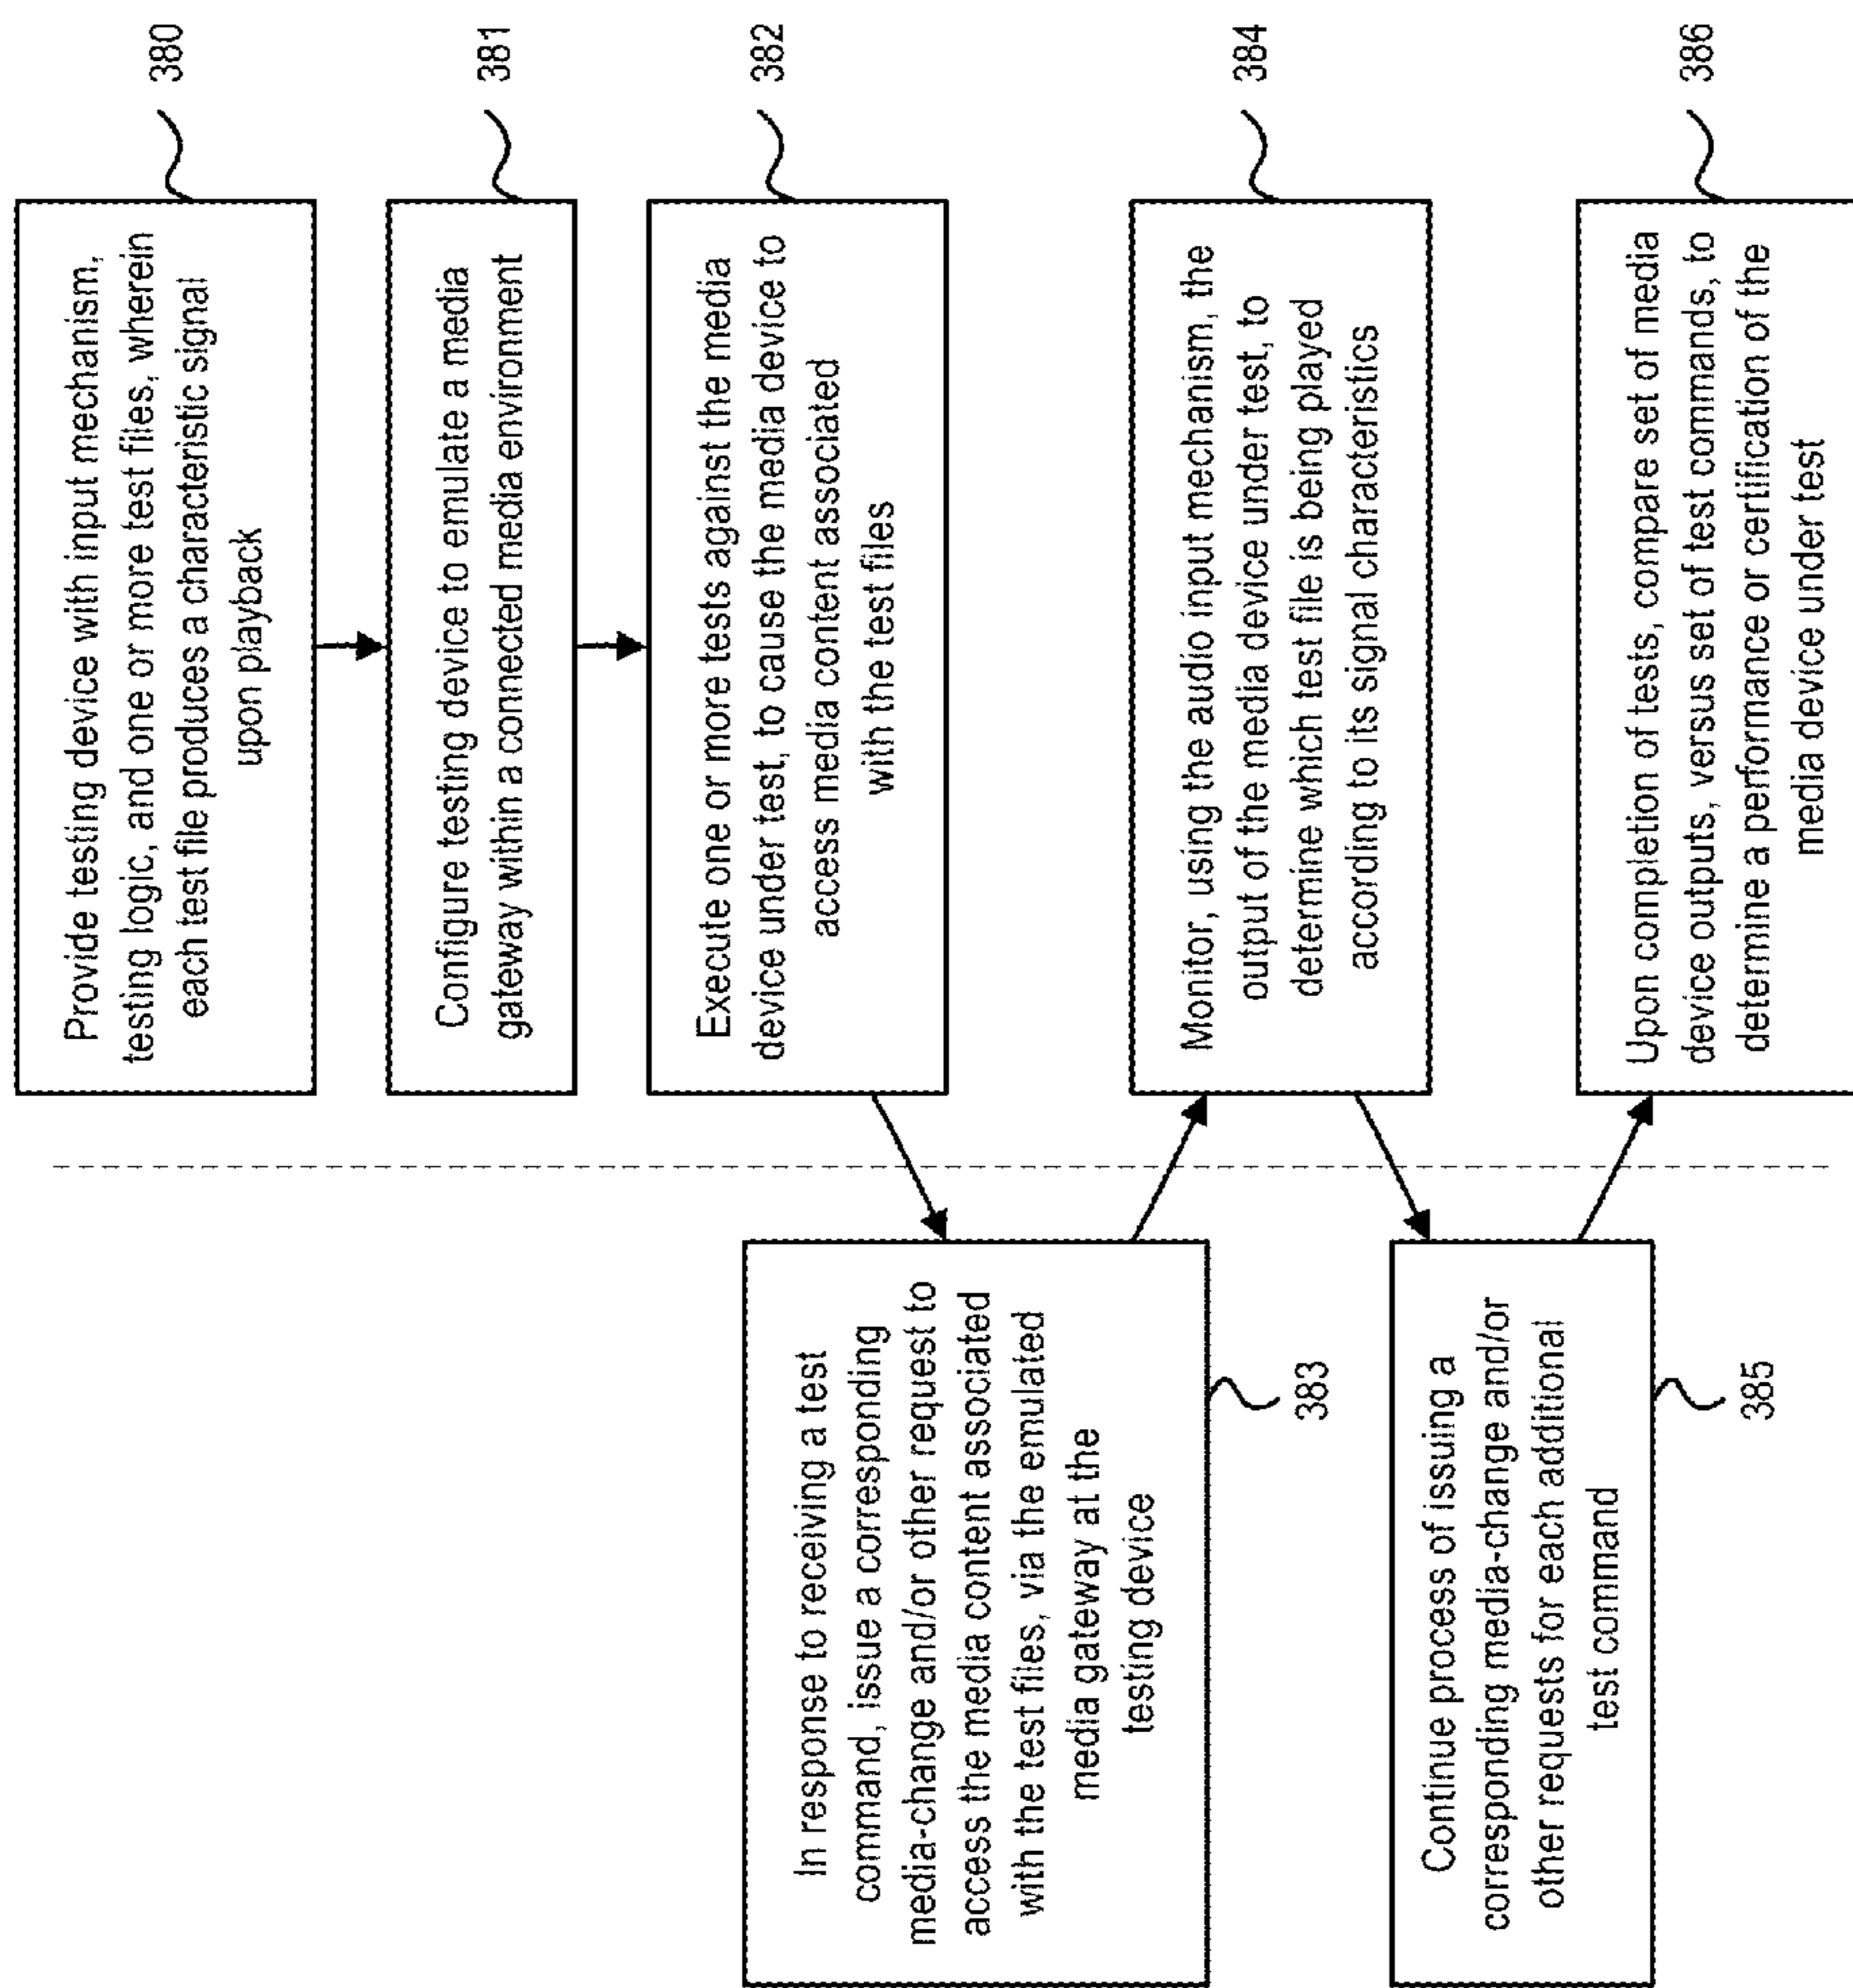 Provide testing device with input mechanism,
testing logic, and one or more test files, wherein
each test file produces a characteristic signal
upon playback
380
Configure testing device to emulate a media
gateway within a connected media environment
381
Execute one or more tests against the media
device under test, to cause the media device to
access media content associated
with the test files
382
In response to receiving a test
command, issue a corresponding
media-change and/or other request to
access the media content associated
with the test files, via the emulated
media gateway at the
testing device
383
Monitor, using the audio input mechanism, the
output of the media device under test, to
determine which test file is being played
according to its signal characteristics
384
Continue process of issuing a
corresponding media-change and/or
other requests for each additional
test command
385
Upon completion of tests, compare set of media
device outputs, versus set of test commands, to
determine a performance or certification of the
media device under test
386